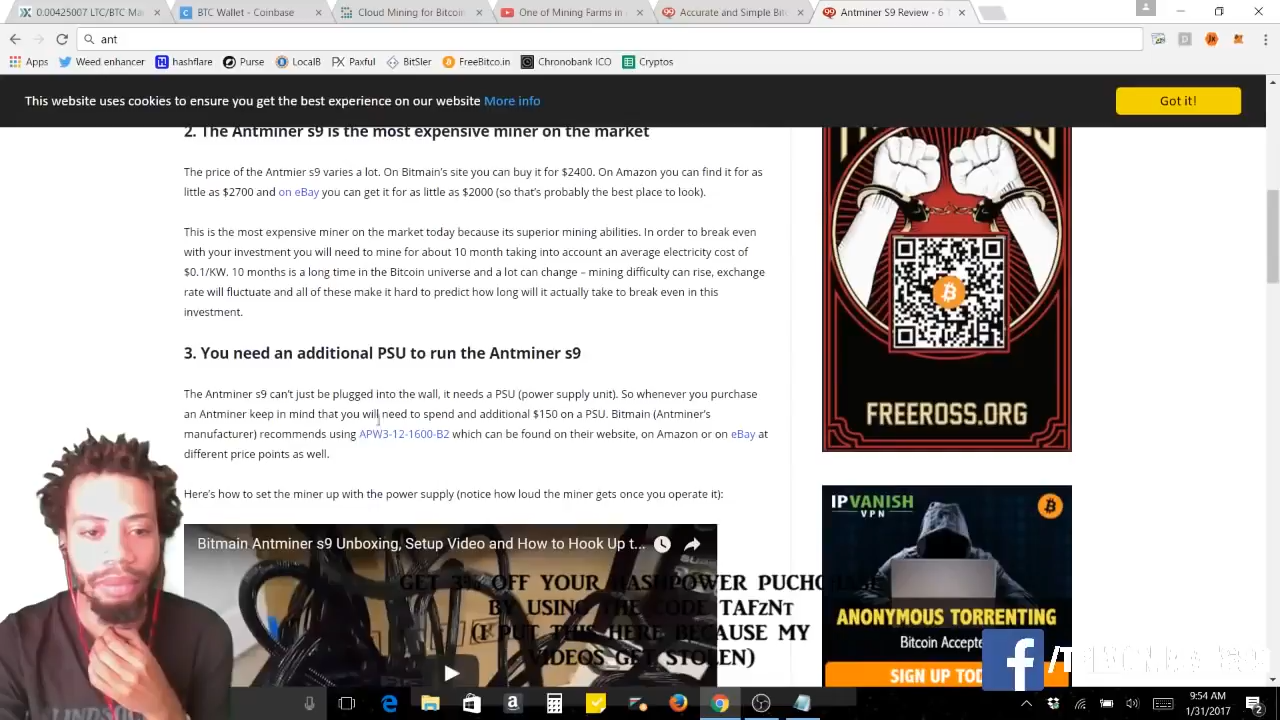 0.00425007 BTC/BTC-Mar
BTC Wallet - Coinbase
Cloud Mining for Bitcoin
One of Mining Farms in
Accurate and Simple Bit
Antminer S9 Review - 6
ant
Apps
Weed enhancer
hashflare
Purse
LocalB
Paxful
BitSler
FreeBitco.in
Chronobank ICO
Cryptos
This website uses cookies to ensure you get the best experience on our website More info
Got it!
2. The Antminer s9 is the most expensive miner on the market
The price of the Antmier s9 varies a lot. On Bitmain's site you can buy it for $2400. On Amazon you can find it for as
little as $2700 and on eBay you can get it for as little as $2000 (so that's probably the best place to look).
This is the most expensive miner on the market today because its superior mining abilities. In order to break even
with your investment you will need to mine for about 10 month taking into account an average electricity cost of
$0.1/KW. 10 months is a long time in the Bitcoin universe and a lot can change – mining difficulty can rise, exchange
rate will fluctuate and all of these make it hard to predict how long will it actually take to break even in this
investment.
3. You need an additional PSU to run the Antminer s9
The Antminer s9 can't just be plugged into the wall, it needs a PSU (power supply unit). So whenever you purchase
an Antminer keep in mind that you will need to spend and additional $150 on a PSU. Bitmain (Antminer's
manufacturer) recommends using APW3-12-1600-B2 which can be found on their website, on Amazon or on eBay at
different price points as well.
Here's how to set the miner up with the power supply (notice how loud the miner gets once you operate it):
Bitmain Antminer s9 Unboxing, Setup Video and How to Hook Up t...
GET 3% OFF YOUR HASHPOWER PUCHCHASE
BY USING THE CODE TAFzNt
(I PUT THIS HERE BECAUSE MY
VIDEOS GET STOLEN)
FREEROSS.ORG
IPVANISH
VPN
ANONYMOUS TORRENTING
Bitcoin Accepte
SIGN UP TOD
9:54 AM
1/31/2017